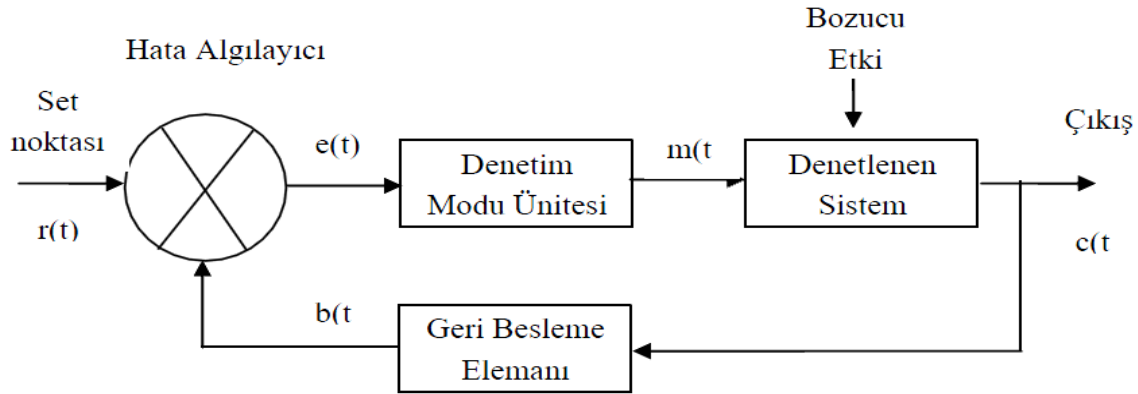 Bozucu
Etki
Hata Algılayıcı
Set
noktası
r(t)
e(t)
Denetim
Modu Ünitesi
m(t
Denetlenen
Sistem
Çıkış
c(t
b(t
Geri Besleme
Elemanı